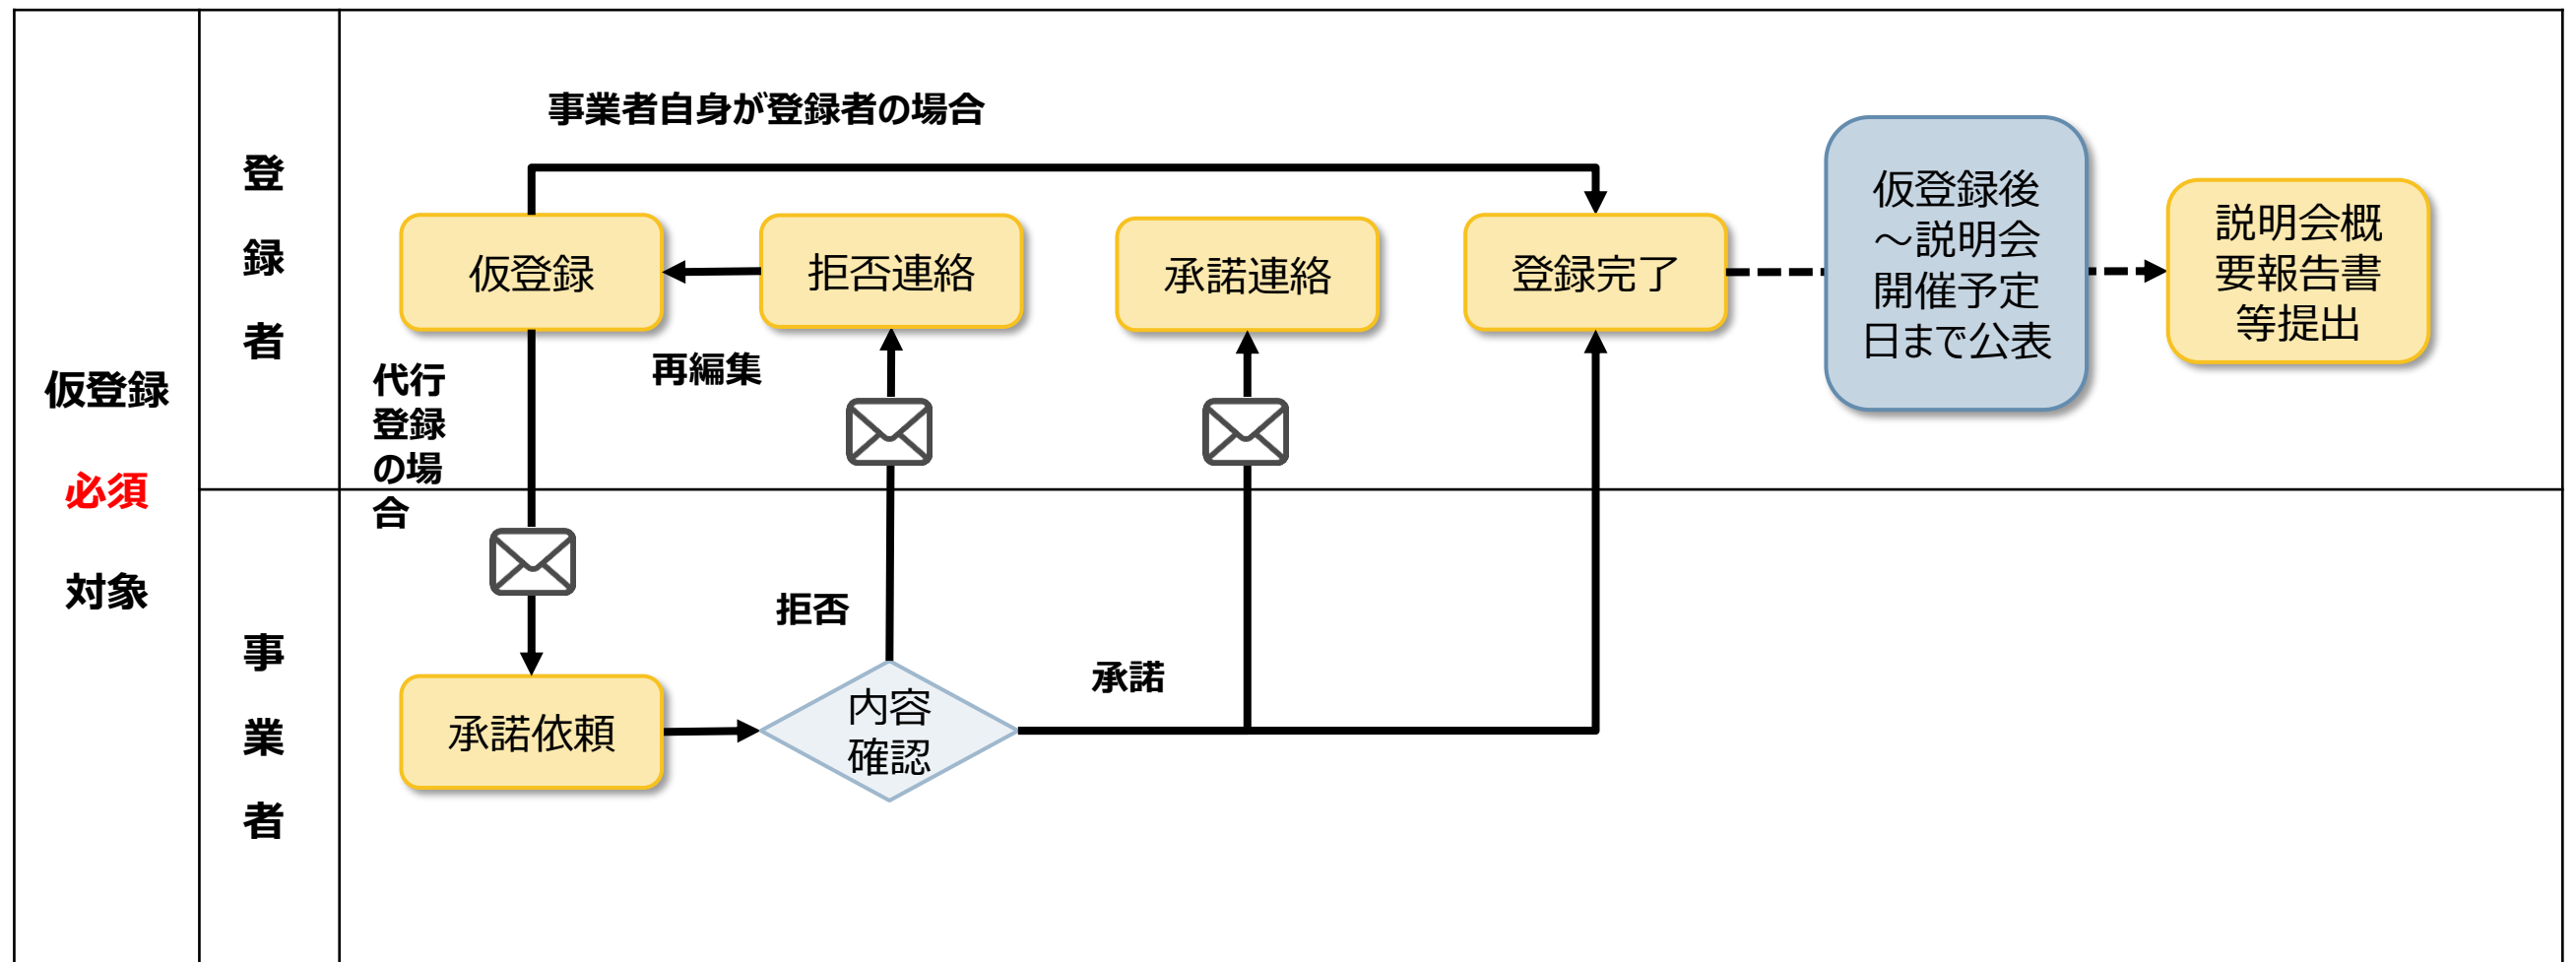 仮登録
必須
対象
登
録
者
事業者自身が登録者の場合
仮登録
拒否連絡
承諾連絡
登録完了
仮登録後
～説明会
開催予定
日まで公表
説明会概
要報告書
等提出
代行
登録
の場
合
再編集
事
業
者
拒否
承諾
承諾依頼
内容
確認